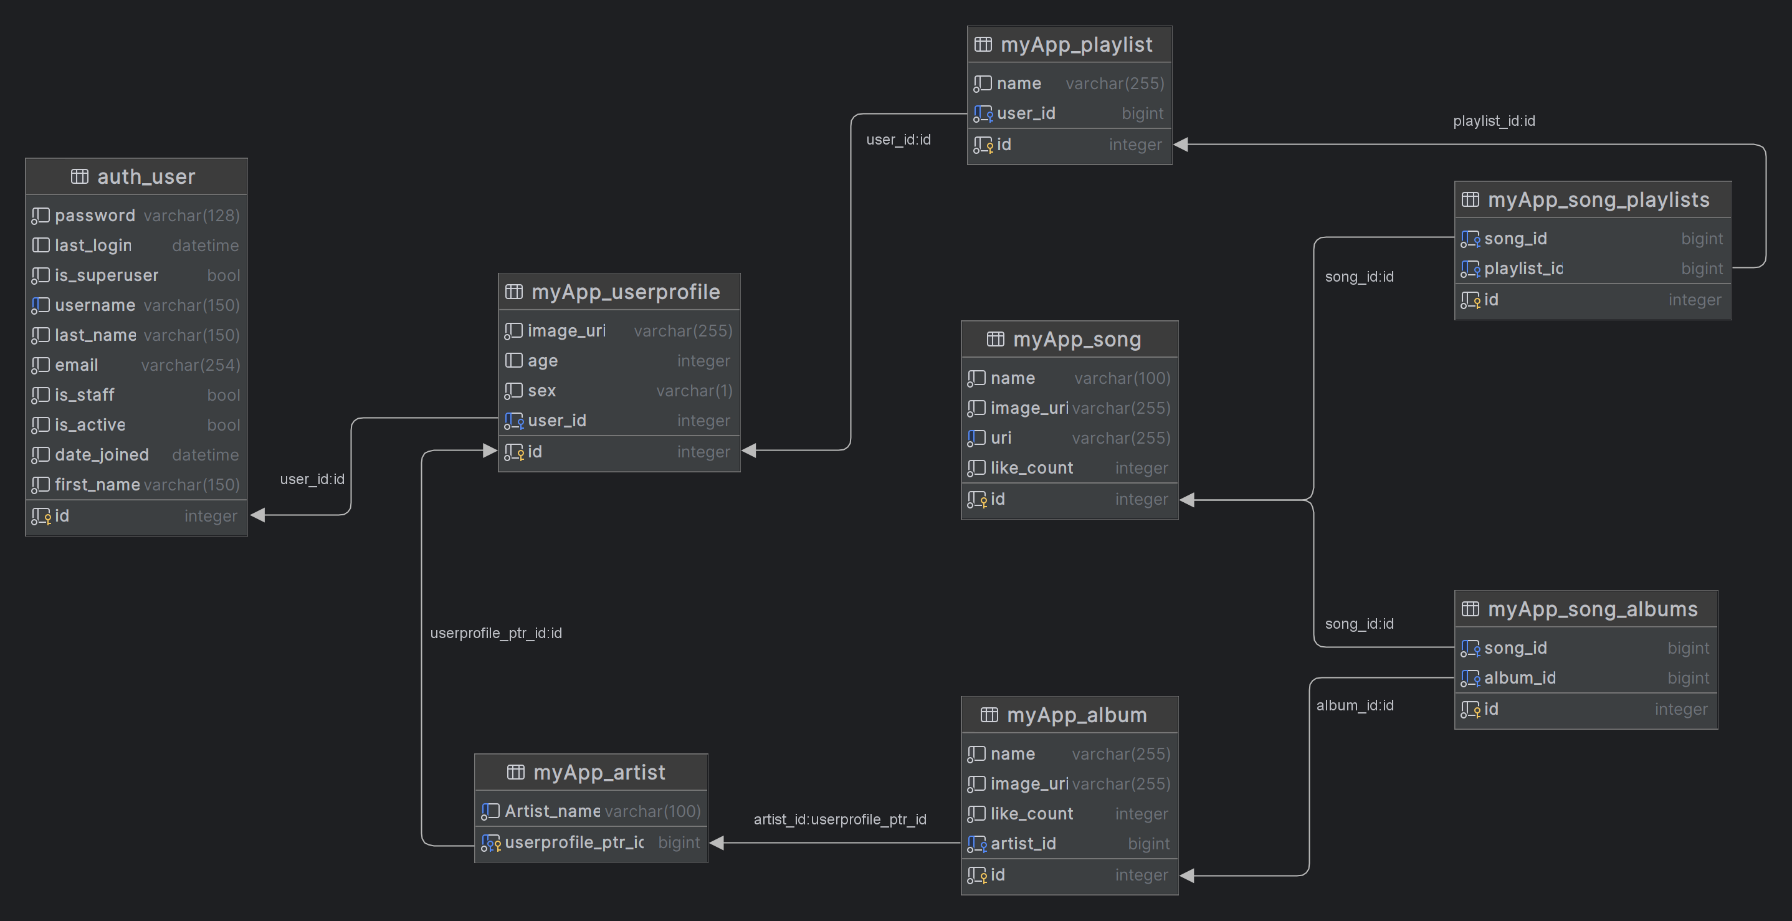 auth_user
password varchar(128)
last_login datetime
is_superuser bool
username varchar(150)
last_name varchar(150)
email varchar(254)
is_staff bool
is_active bool
date_joined datetime
first_name varchar(150)
id integer
user_id:id
myApp_userprofile
image_uri varchar(255)
age integer
sex varchar(1)
user_id integer
id integer
userprofile_ptr_id:id
myApp_artist
Artist_name varchar(100)
userprofile_ptr_id bigint
user_id:id
myApp_playlist
name varchar(255)
user_id bigint
id integer
myApp_song
name varchar(100)
image_uri varchar(255)
uri varchar(255)
like_count integer
id integer
artist_id:userprofile_ptr_id
myApp_album
name varchar(255)
image_uri varchar(255)
like_count integer
artist_id bigint
id integer
playlist_id:id
myApp_song_playlists
song_id bigint
playlist_id bigint
id integer
song_id:id
song_id:id
myApp_song_albums
song_id bigint
album_id bigint
id integer
album_id:id